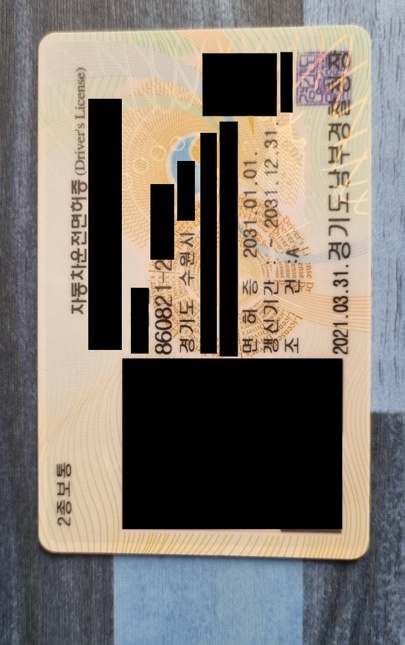 2종보통
자동차운전면허증 (Driver's License)
860821-2
경기도 수원시
면 허 증 2031.01.01.
갱신기간 : ~ 2031.12.31.
조 건 : A
2021.03.31. 경기도남부경찰청장